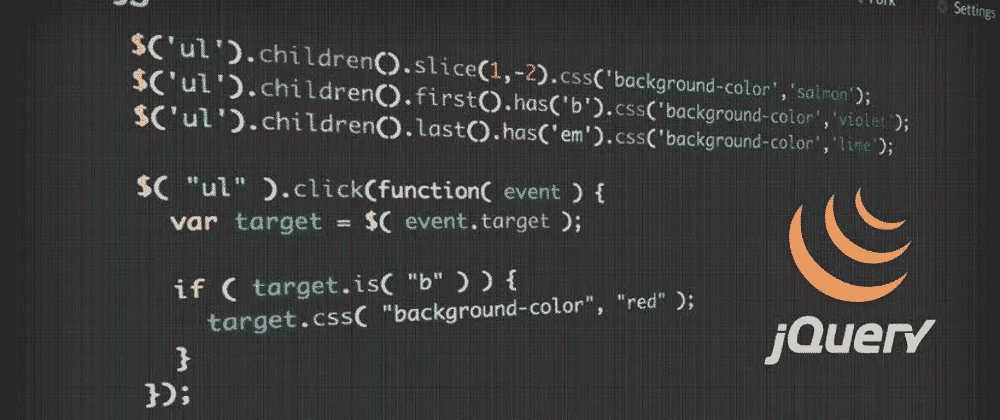 Settings
$('ul').children().slice(1,-2).css('background-color','salmon');
$('ul').children().first().has('b').css('background-color','violet');
$('ul').children().last().has('em').css('background-color','lime');
$( "ul" ).click(function( event ) {
var target = $( event.target );
if ( target.is( "b" ) ) {
target.css( "background-color", "red" );
}
});
jQuery